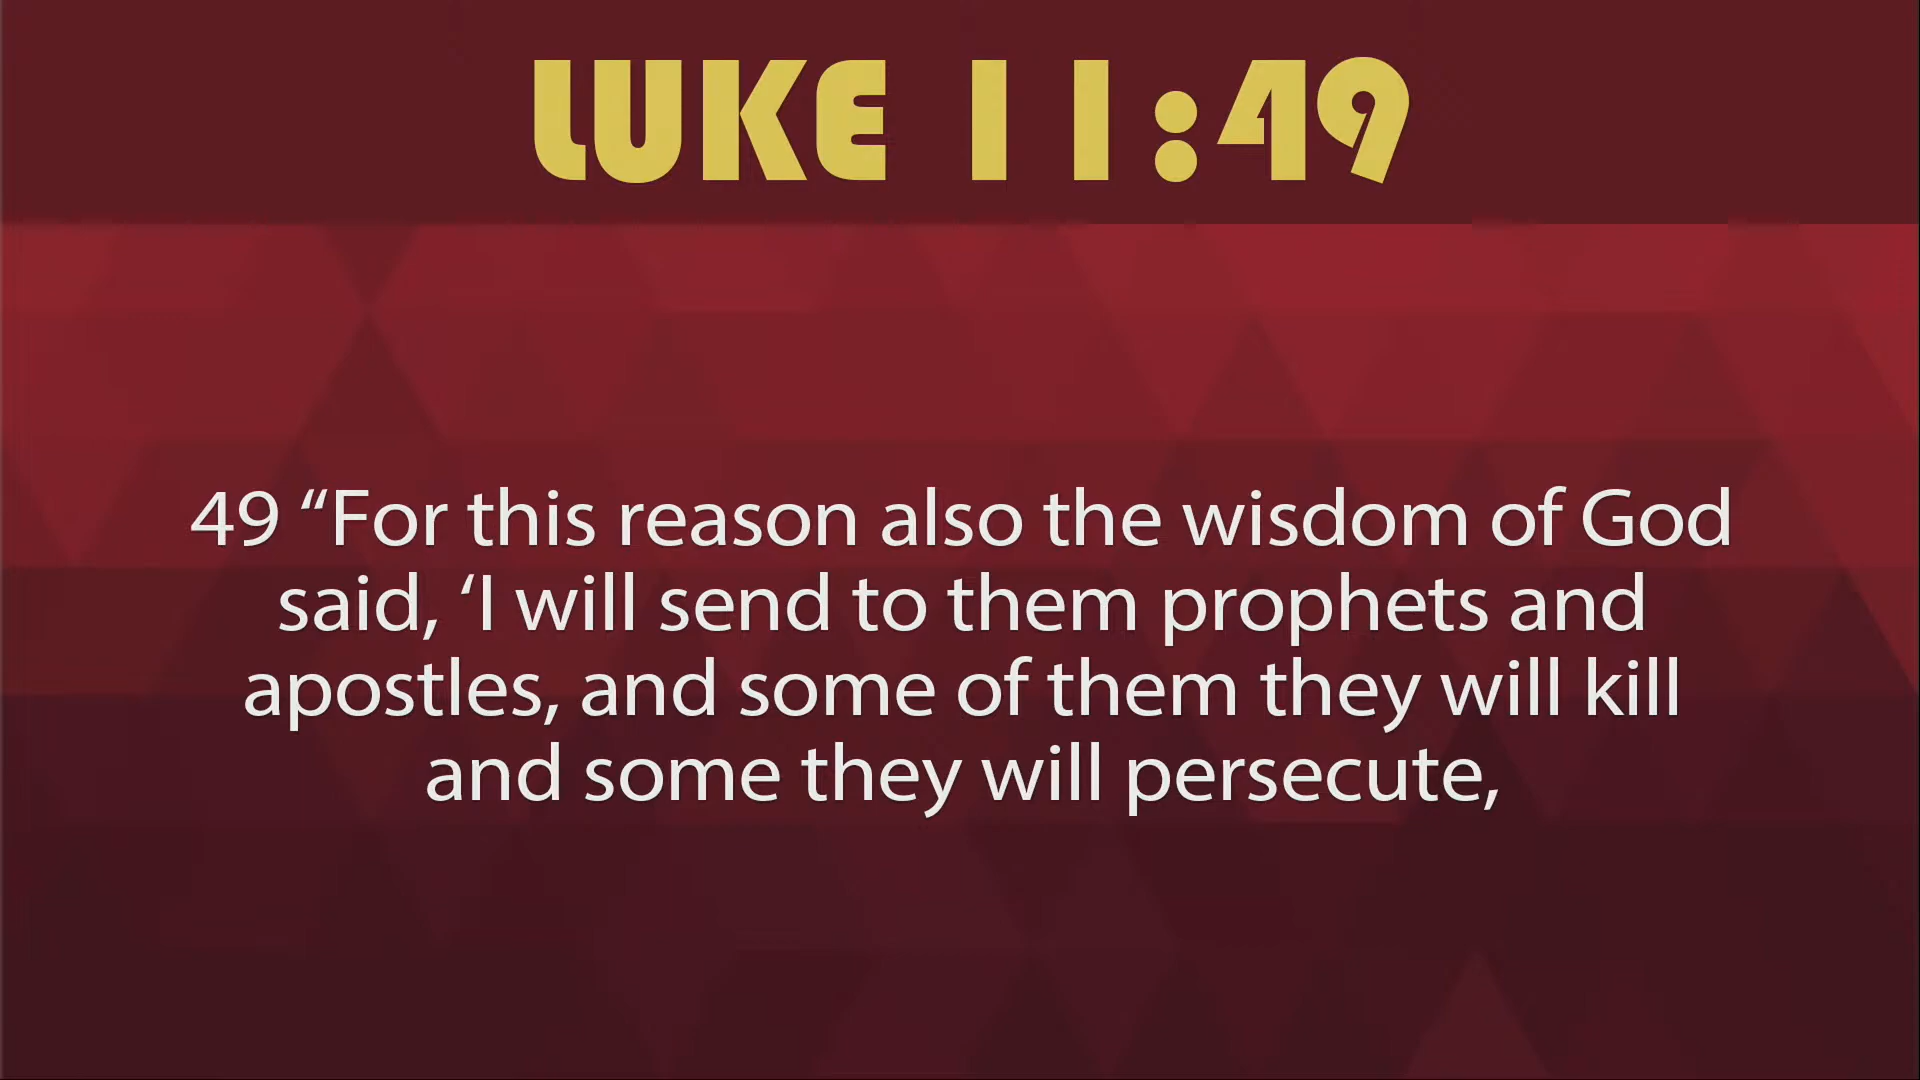 LUKE 11:49
49 “For this reason also the wisdom of God
said, ‘I will send to them prophets and
apostles, and some of them they will kill
and some they will persecute,